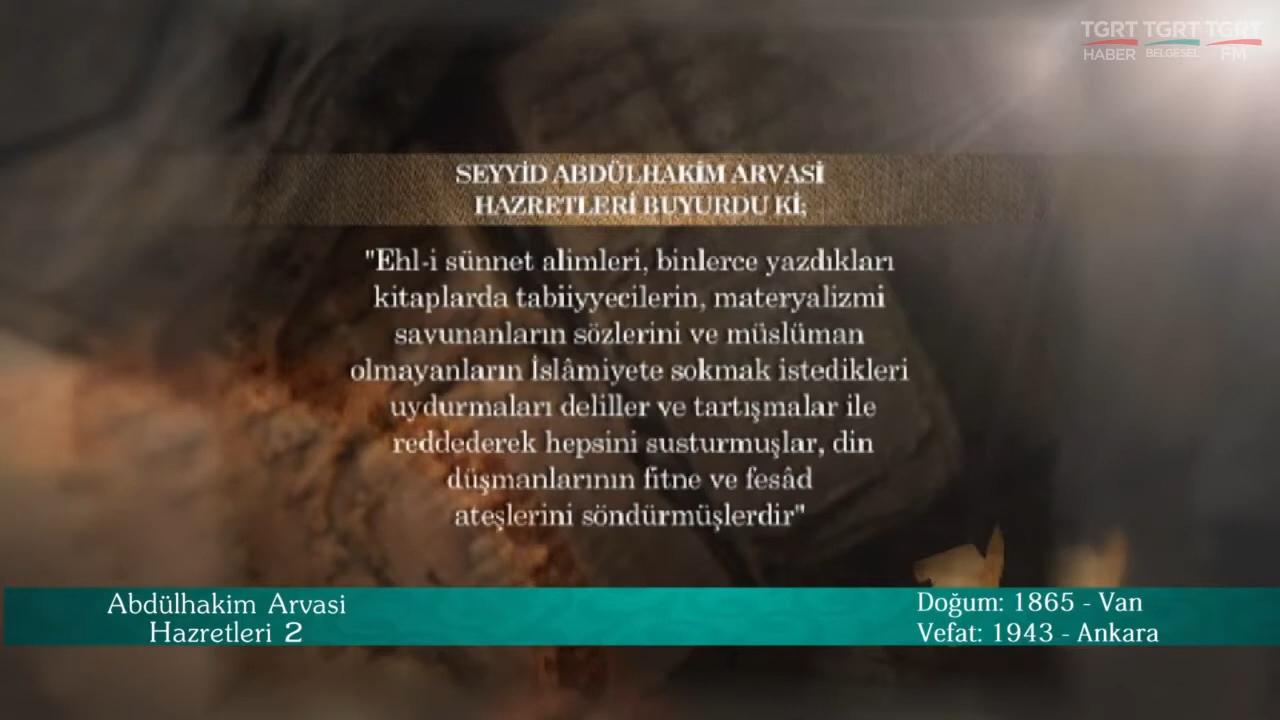 TGRT TGRT TGRT
HABER BELGESEL FM
SEYYİD ABDÜLHAKİM ARVASİ
HAZRETLERİ BUYURDU Kİ;
"Ehl-i sünnet alimleri, binlerce yazdıkları
kitaplarda tabiiyyecilerin, materyalizmi
savunanların sözlerini ve müslüman
olmayanların İslâmiyete sokmak istedikleri
uydurmaları deliller ve tartışmalar ile
reddederek hepsini susturmuşlar, din
düşmanlarının fitne ve fesâd
ateşlerini söndürmüşlerdir"
Abdülhakim Arvasi
Hazretleri 2
Doğum: 1865 - Van
Vefat: 1943 - Ankara